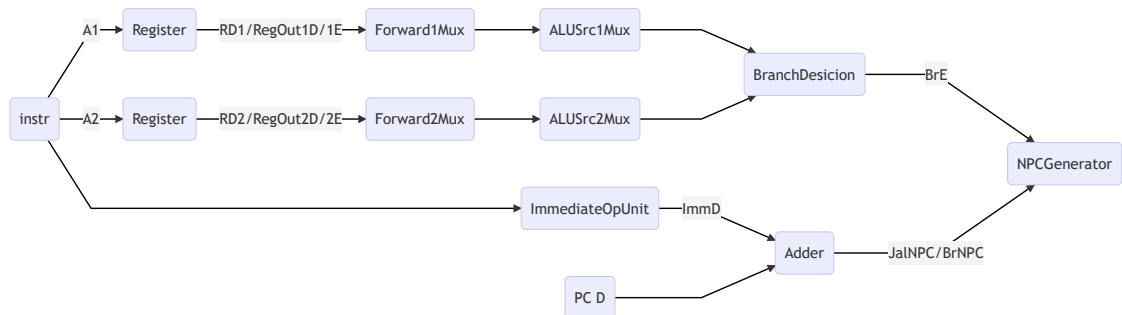 A1
Register
RD1/RegOut1D/1E
Forward1Mux
ALUSrc1Mux
BranchDesicion
BrE
instr
A2
Register
RD2/RegOut2D/2E
Forward2Mux
ALUSrc2Mux
NPCGenerator
ImmediateOpUnit
ImmD
Adder
JalNPC/BrNPC
PC D